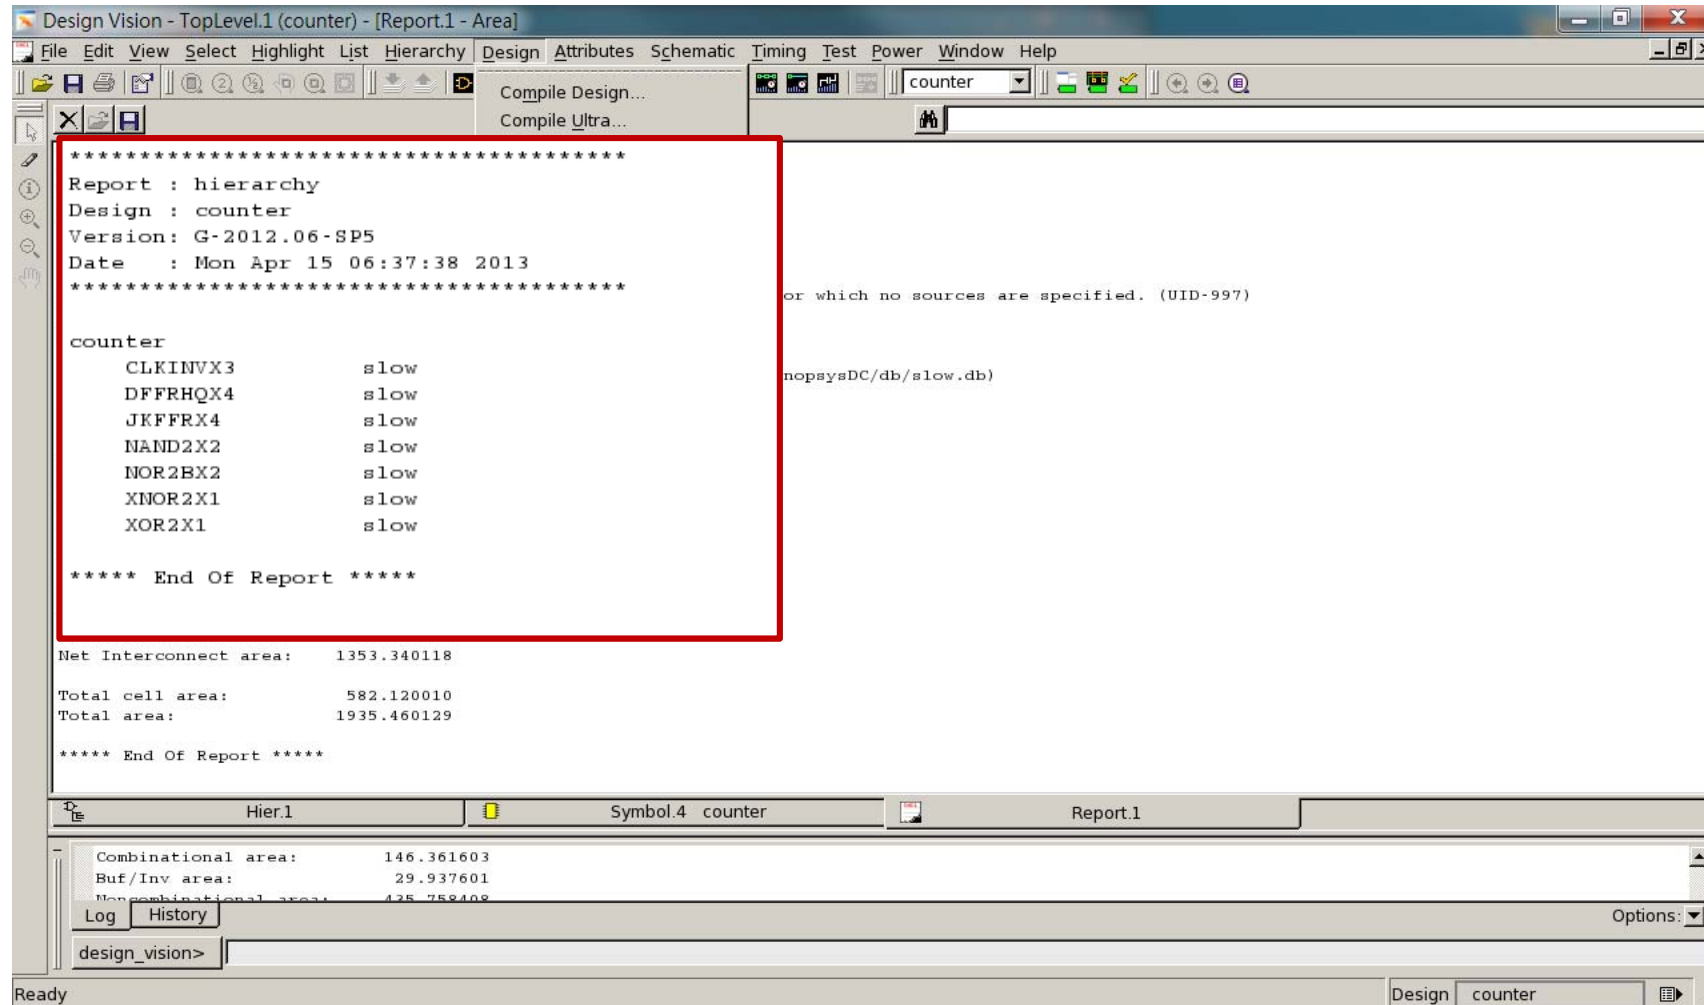 Design Vision - TopLevel.1 (counter) - [Report.1 - Area]
File Edit View Select Highlight List Hierarchy Design Attributes Schematic Timing Test Power Window Help
counter
Compile Design...
Compile Ultra...
*****************************************
Report : hierarchy
Design : counter
Version: G-2012.06-SP5
Date   : Mon Apr 15 06:37:38 2013
*****************************************
or which no sources are specified. (UID-997)
counter
CLKINVX3 slow
nopsysDC/db/slow.db)
DFFRHQX4 slow
JKFFRX4 slow
NAND2X2 slow
NOR2BX2 slow
XNOR2X1 slow
XOR2X1 slow
***** End Of Report *****
Net Interconnect area: 1353.340118
Total cell area: 582.120010
Total area: 1935.460129
***** End Of Report *****
Hier.1 Symbol.4 counter Report.1
Combinational area: 146.361603
Buf/Inv area: 29.937601
Noncombinational area: 435.758408
Log History Options:
design_vision>
Ready Design counter